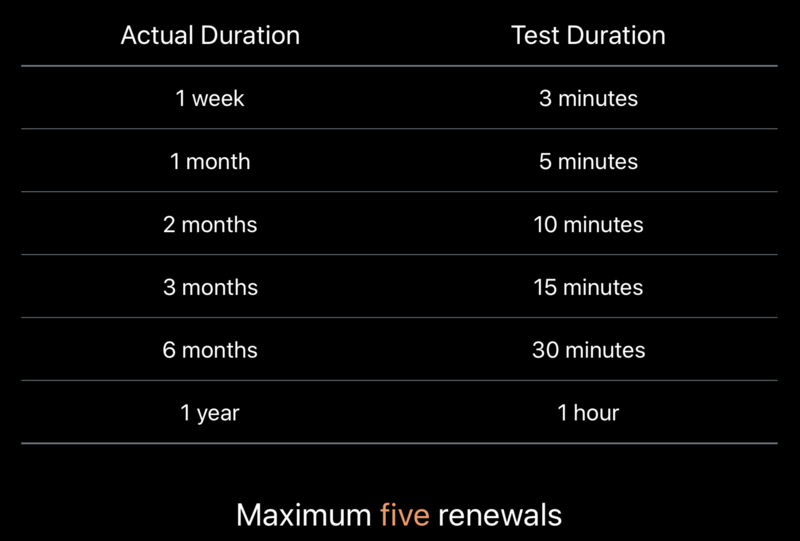 Actual Duration Test Duration
1 week 3 minutes
1 month 5 minutes
2 months 10 minutes
3 months 15 minutes
6 months 30 minutes
1 year 1 hour
Maximum five renewals